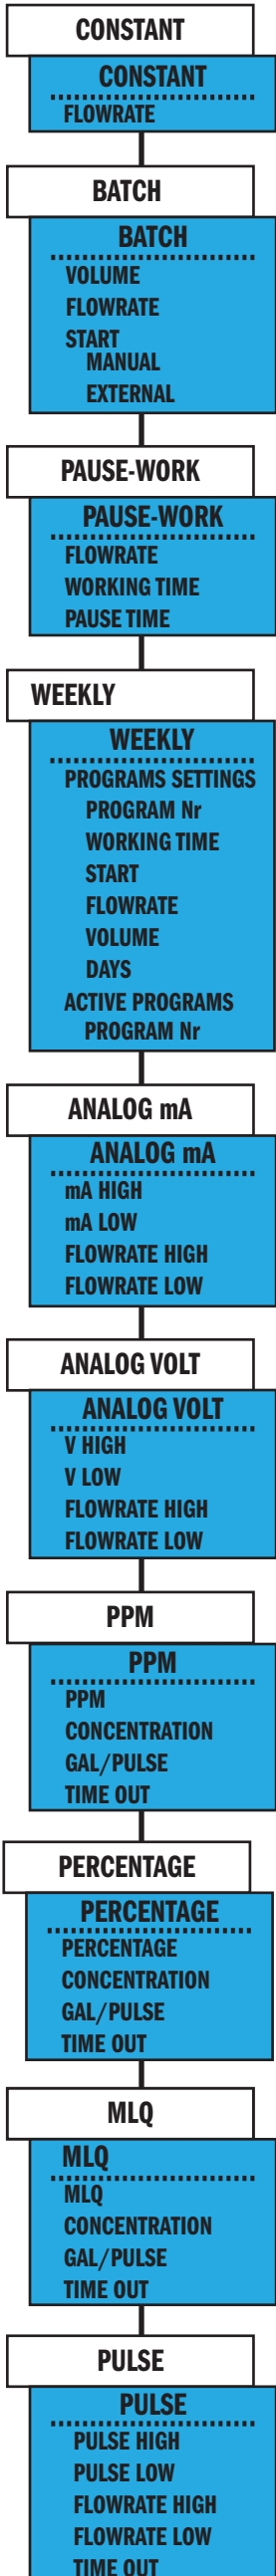 CONSTANT
CONSTANT
FLOWRATE
BATCH
BATCH
VOLUME
FLOWRATE
START
MANUAL
EXTERNAL
PAUSE-WORK
PAUSE-WORK
FLOWRATE
WORKING TIME
PAUSE TIME
WEEKLY
WEEKLY
PROGRAMS SETTINGS
PROGRAM Nr
WORKING TIME
START
FLOWRATE
VOLUME
DAYS
ACTIVE PROGRAMS
PROGRAM Nr
ANALOG mA
ANALOG mA
mA HIGH
mA LOW
FLOWRATE HIGH
FLOWRATE LOW
ANALOG VOLT
ANALOG VOLT
V HIGH
V LOW
FLOWRATE HIGH
FLOWRATE LOW
PPM
PPM
PPM
CONCENTRATION
GAL/PULSE
TIME OUT
PERCENTAGE
PERCENTAGE
PERCENTAGE
CONCENTRATION
GAL/PULSE
TIME OUT
MLQ
MLQ
MLQ
CONCENTRATION
GAL/PULSE
TIME OUT
PULSE
PULSE
PULSE HIGH
PULSE LOW
FLOWRATE HIGH
FLOWRATE LOW
TIME OUT